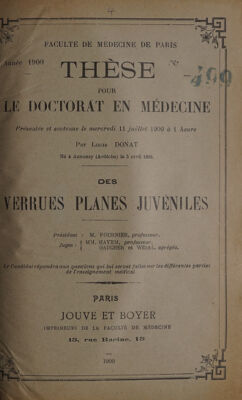 FACULTÉ DE MÉDECINE DE PARIS
Année 1900 N°
499
THÈSE
POUR
LE DOCTORAT EN MÉDECINE
Présentée et soutenue le mercredi 11 juillet 1900 à 1 heure
Par Louis DONAT
Né à Annonay (Ardèche) le 3 avril
DES
VERRUES PLANES JUVÉNILES
Président : M. FOURNIER, professeur.
Juges : MM. HAYEM, professeur.
GAUCHER et WIDAL, agrégés.
Le Candidat répondra aux questions qui lui seront faites sur les différentes parties
de l'enseignement médical
PARIS
JOUVE ET BOYER
IMPRIMEURS DE LA FACULTÉ DE MÉDECINE
15, rue Racine, 15
1900